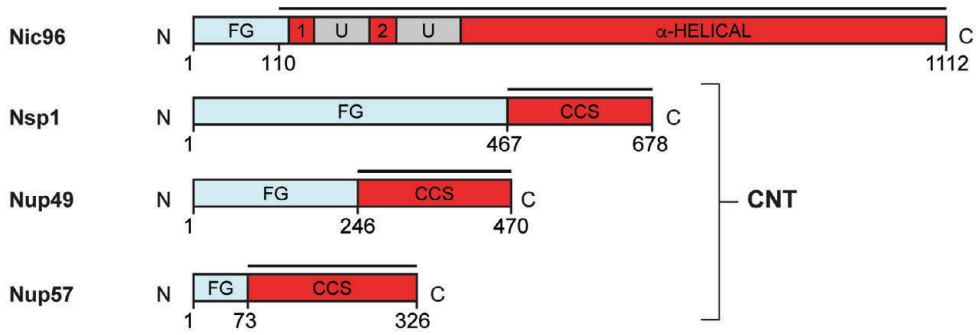 Nic96 N FG 1 U 2 U α-HELICAL C
1 110 1112
Nsp1 N FG CCS C
1 467 678
Nup49 N FG CCS C
1 246 470
CNT
Nup57 N FG CCS C
1 73 326